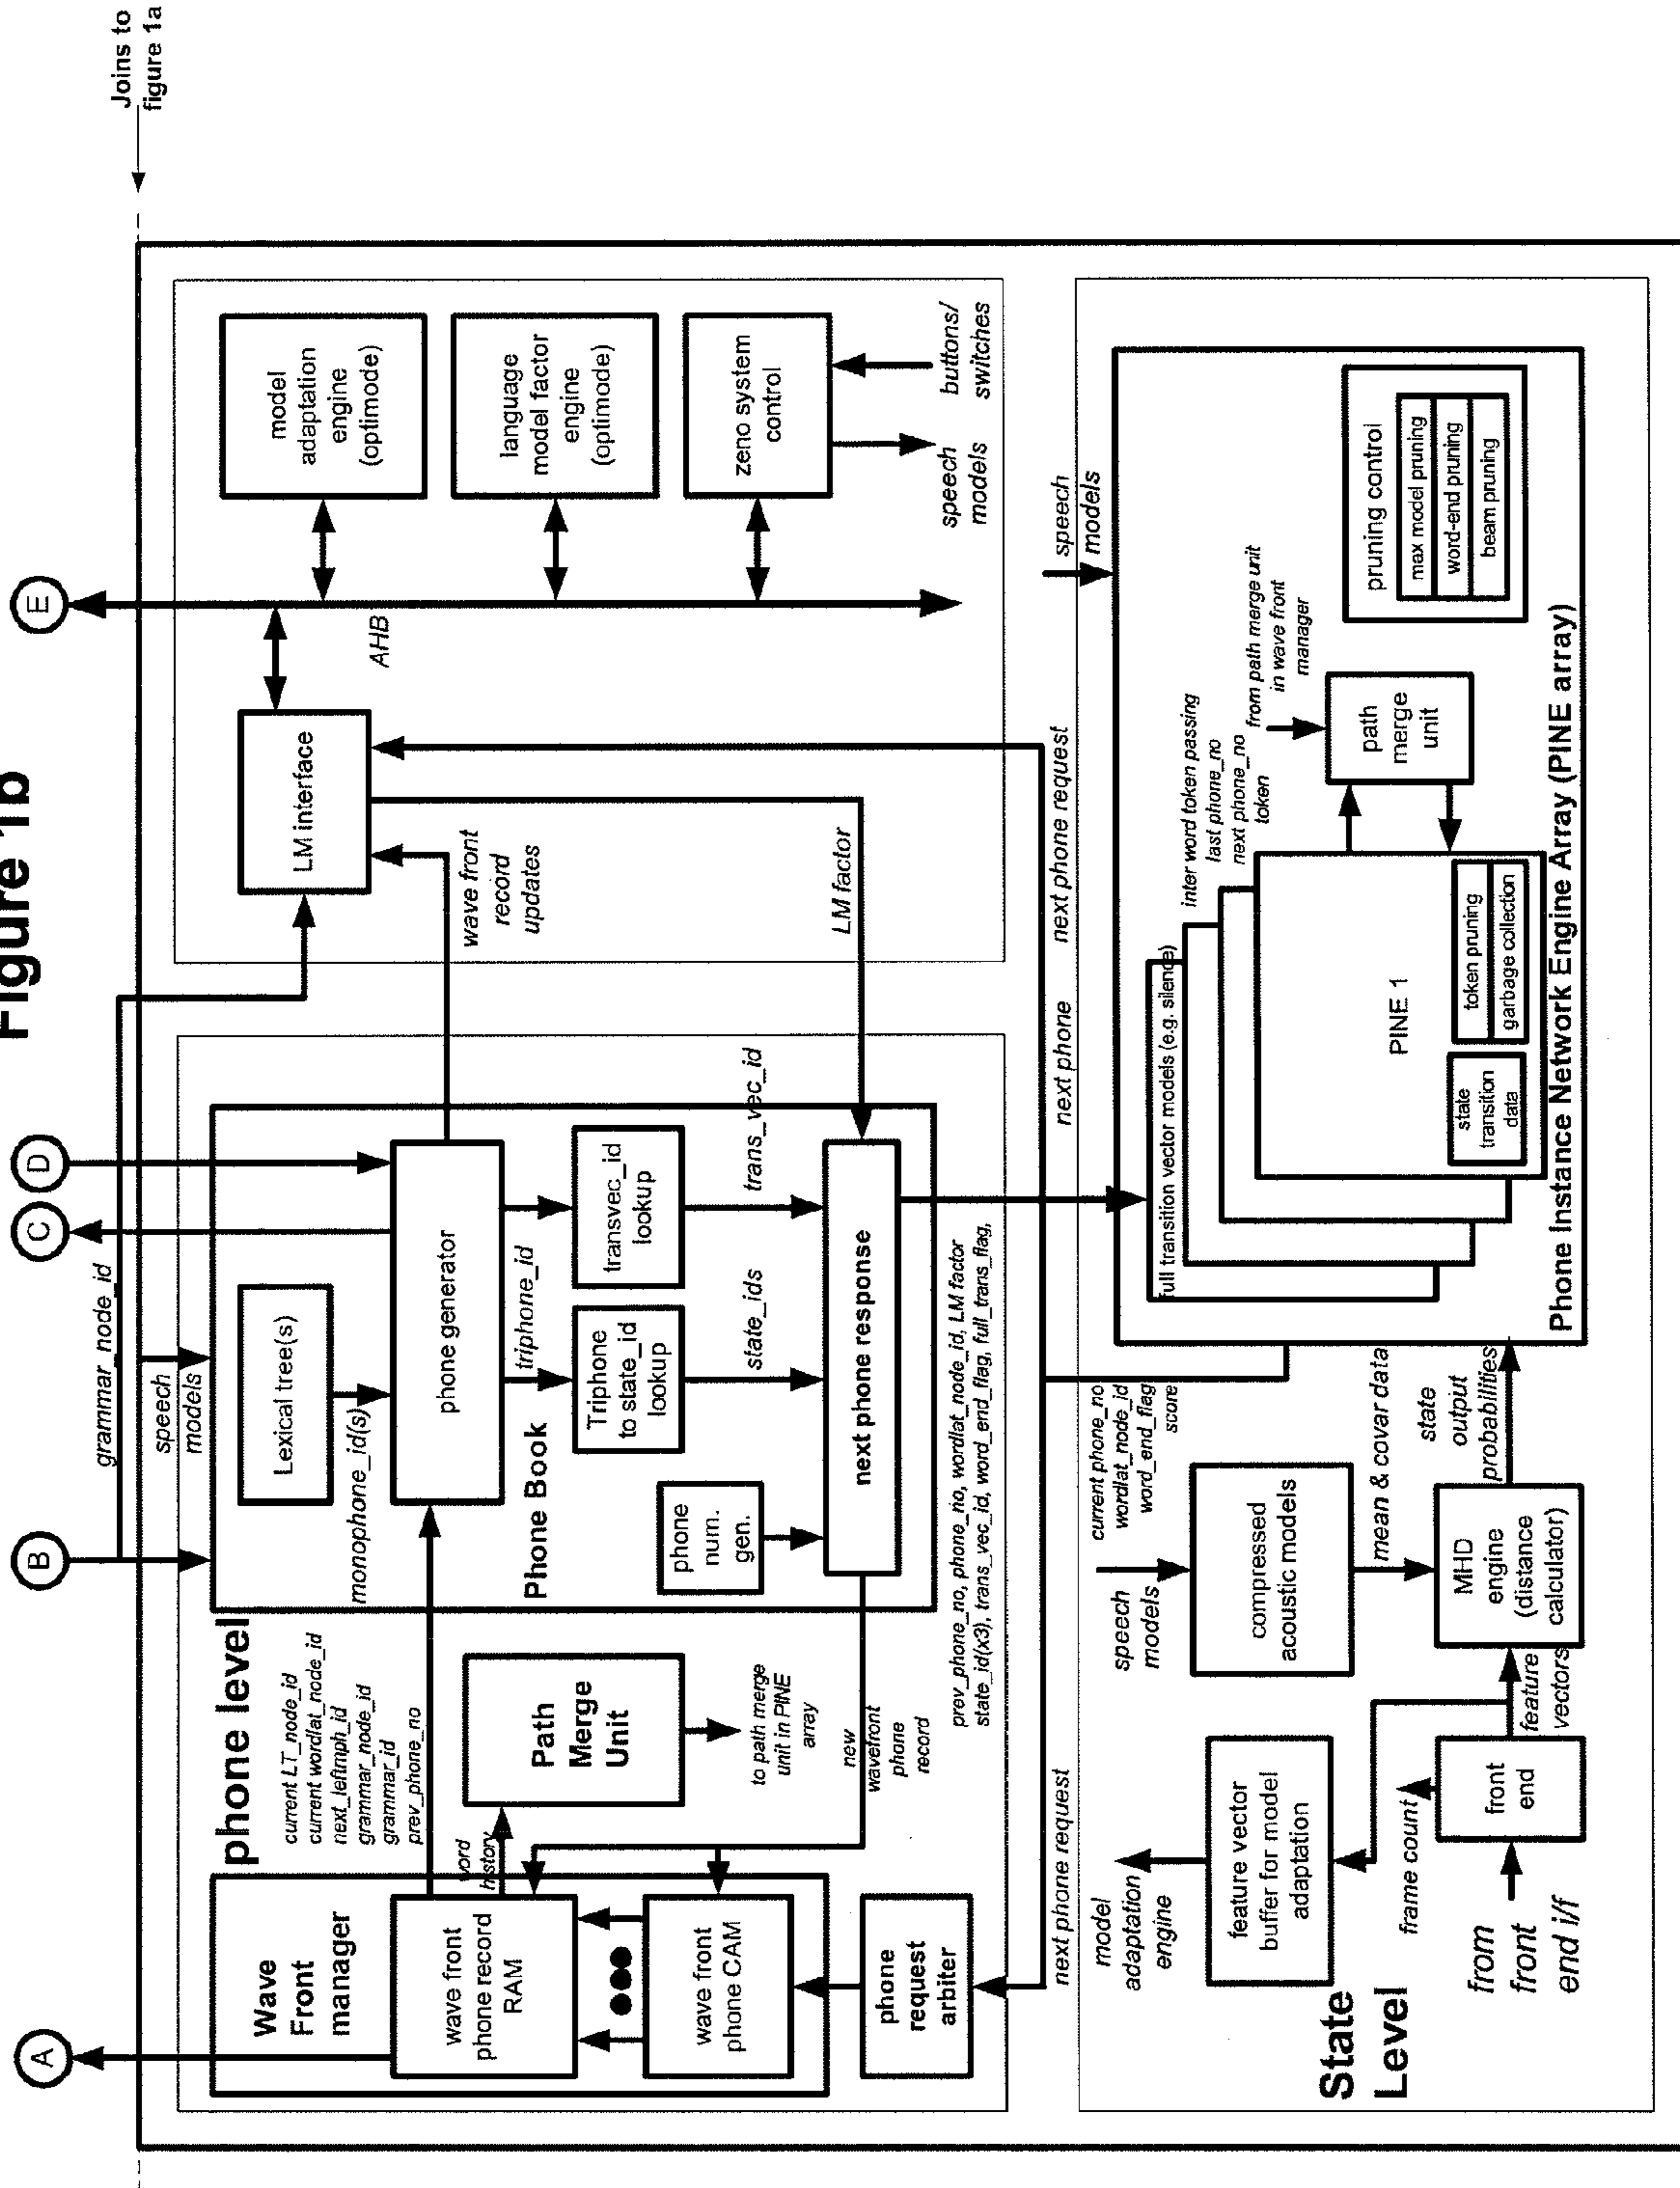 Figure 1b
Joins to
figure 1a
A
B
C
D
E
grammar_node_id
speech
models
AHB
phone level
Wave
Front
manager
wave front
phone record
RAM
wave front
phone CAM
phone
request
arbiter
current LT_node_id
current wordlat_node_id
next_leftmph_id
grammar_node_id
grammar_id
prev_phone_no
word
history
Path
Merge
Unit
to path merge
unit in PINE
array
new
wavefront
phone
record
Lexical tree(s)
monophone_id(s)
phone generator
Phone Book
triphone_id
Triphone
to state_id
lookup
transvec_id
lookup
phone
num.
gen.
state_ids
trans_vec_id
next phone response
prev_phone_no, phone_no, wordlat_node_id, LM factor
state_id(x3), trans_vec_id, word_end_flag, full_trans_flag,
LM interface
wave front
record
updates
LM factor
model
adaptation
engine
(optimode)
language
model factor
engine
(optimode)
zeno system
control
speech
models
buttons/
switches
next phone request
next phone
next phone request
speech
models
State
Level
model
adaptation
engine
feature vector
buffer for model
adaptation
frame count
front
end
from
front
end i/f
feature
vectors
speech
models
current phone_no
wordlat_node_id
word_end_flag
score
compressed
acoustic models
mean & covar data
MHD
engine
(distance
calculator)
state
output
probabilities
full transition vector models (e.g. silence)
PINE 1
state
transition
data
token pruning
garbage collection
inter word token passing
last phone_no
next phone_no
token
from path merge unit
in wave front
manager
path
merge
unit
pruning control
max model pruning
word-end pruning
beam pruning
Phone Instance Network Engine Array (PINE array)